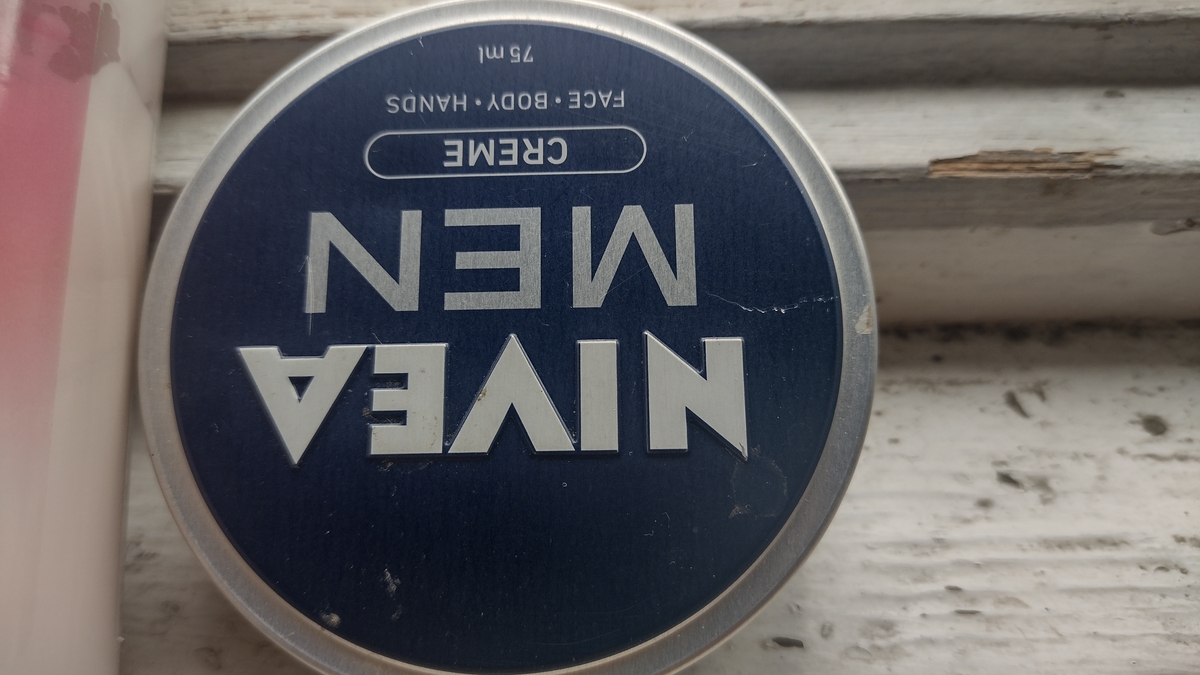 NIVEA
MEN
CREME
FACE • BODY • HANDS
75 ml